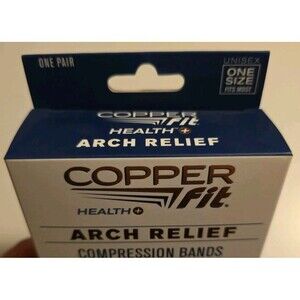 ONE PAIR
UNISEX
ONE
SIZE
FITS MOST
COPPER
Fit
HEALTH+
ARCH RELIEF
COPPER
Fit®
HEALTH+
ARCH RELIEF
COMPRESSION BANDS